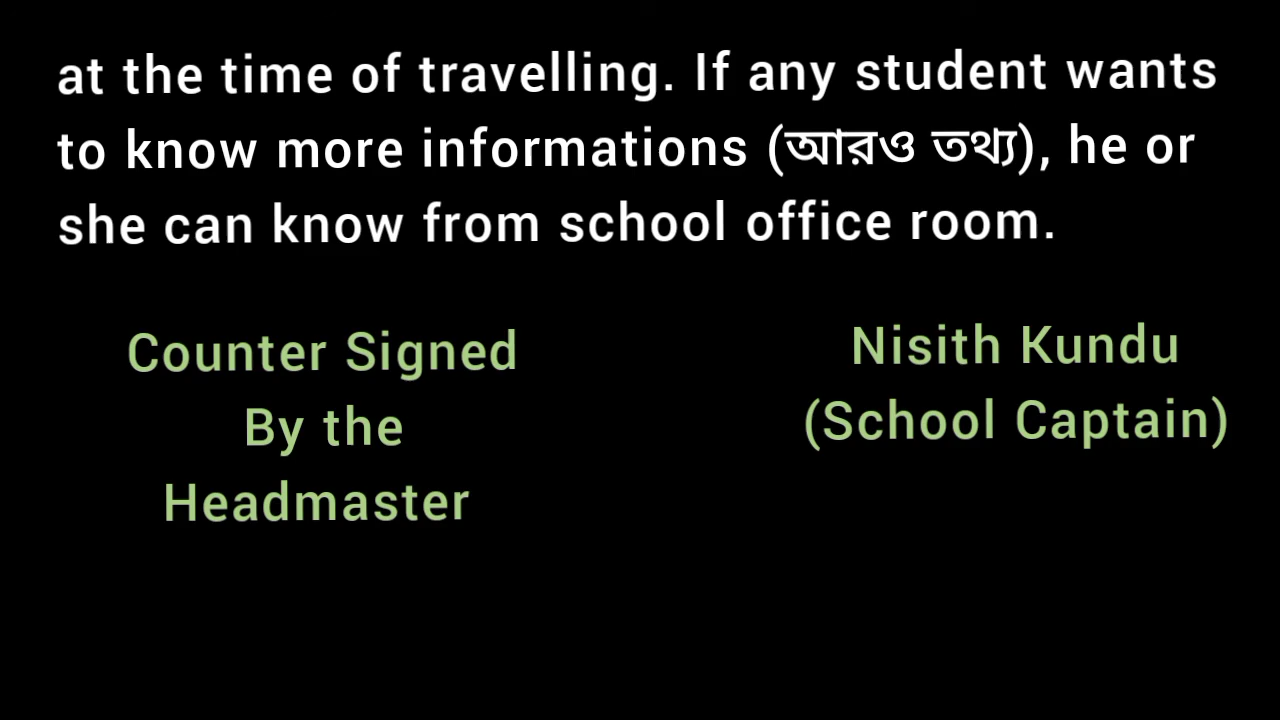 at the time of travelling. If any student wants
to know more informations (আরও তথ্য), he or
she can know from school office room.
Counter Signed
By the
Headmaster
Nisith Kundu
(School Captain)